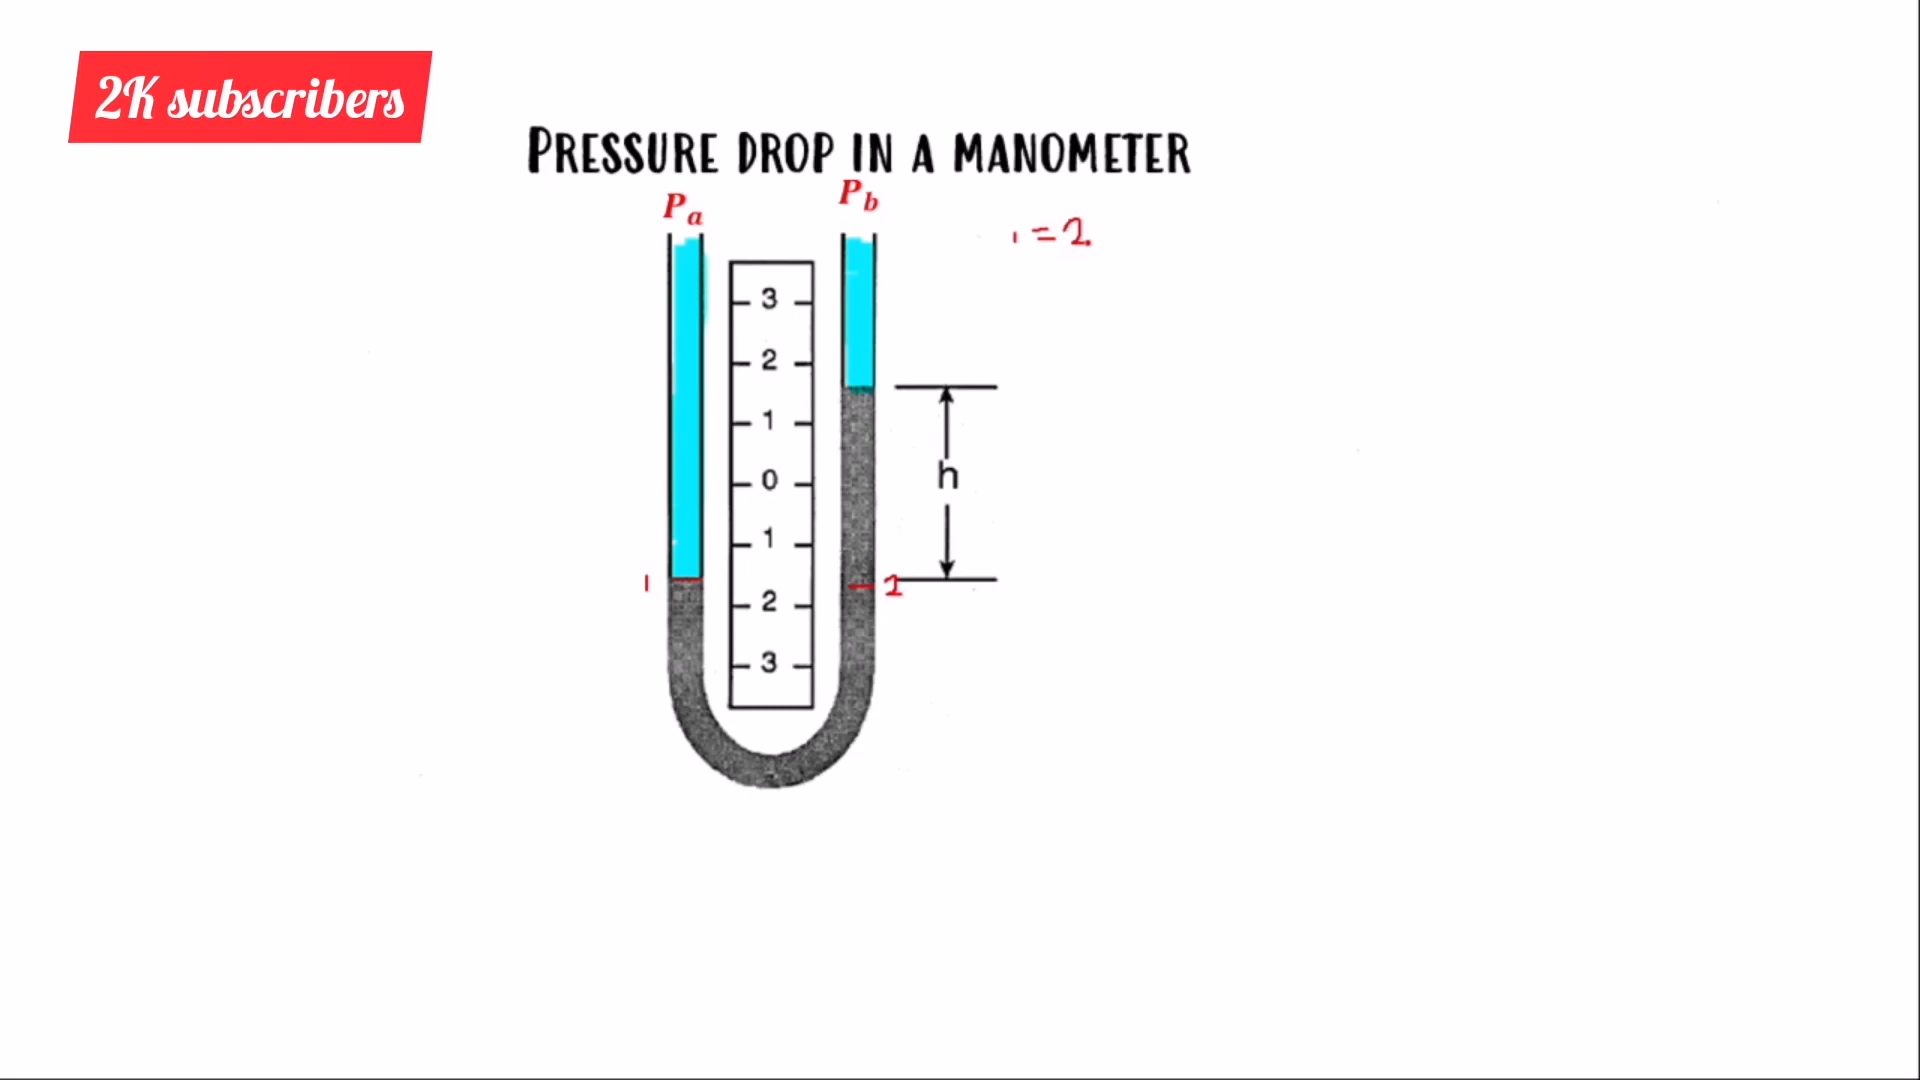 2K subscribers
PRESSURE DROP IN A MANOMETER
Pa
Pb
1 = 2
3
2
1
0
1
2
3
h
1
2